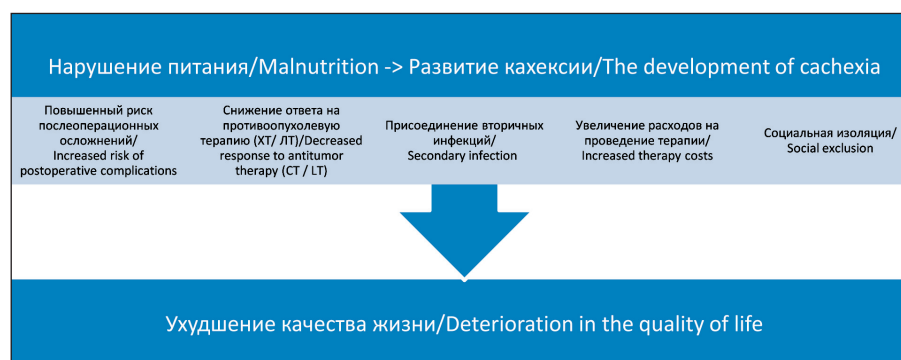 Нарушение питания/Malnutrition -> Развитие кахексии/The development of cachexia
Повышенный риск
послеоперационных
осложнений/
Increased risk of
postoperative complications
Снижение ответа на
противоопухолевую
терапию (ХТ/ ЛТ)/Decreased
response to antitumor
therapy (CT / LT)
Присоединение вторичных
инфекций/
Secondary infection
Увеличение расходов на
проведение терапии/
Increased therapy costs
Социальная изоляция/
Social exclusion
Ухудшение качества жизни/Deterioration in the quality of life